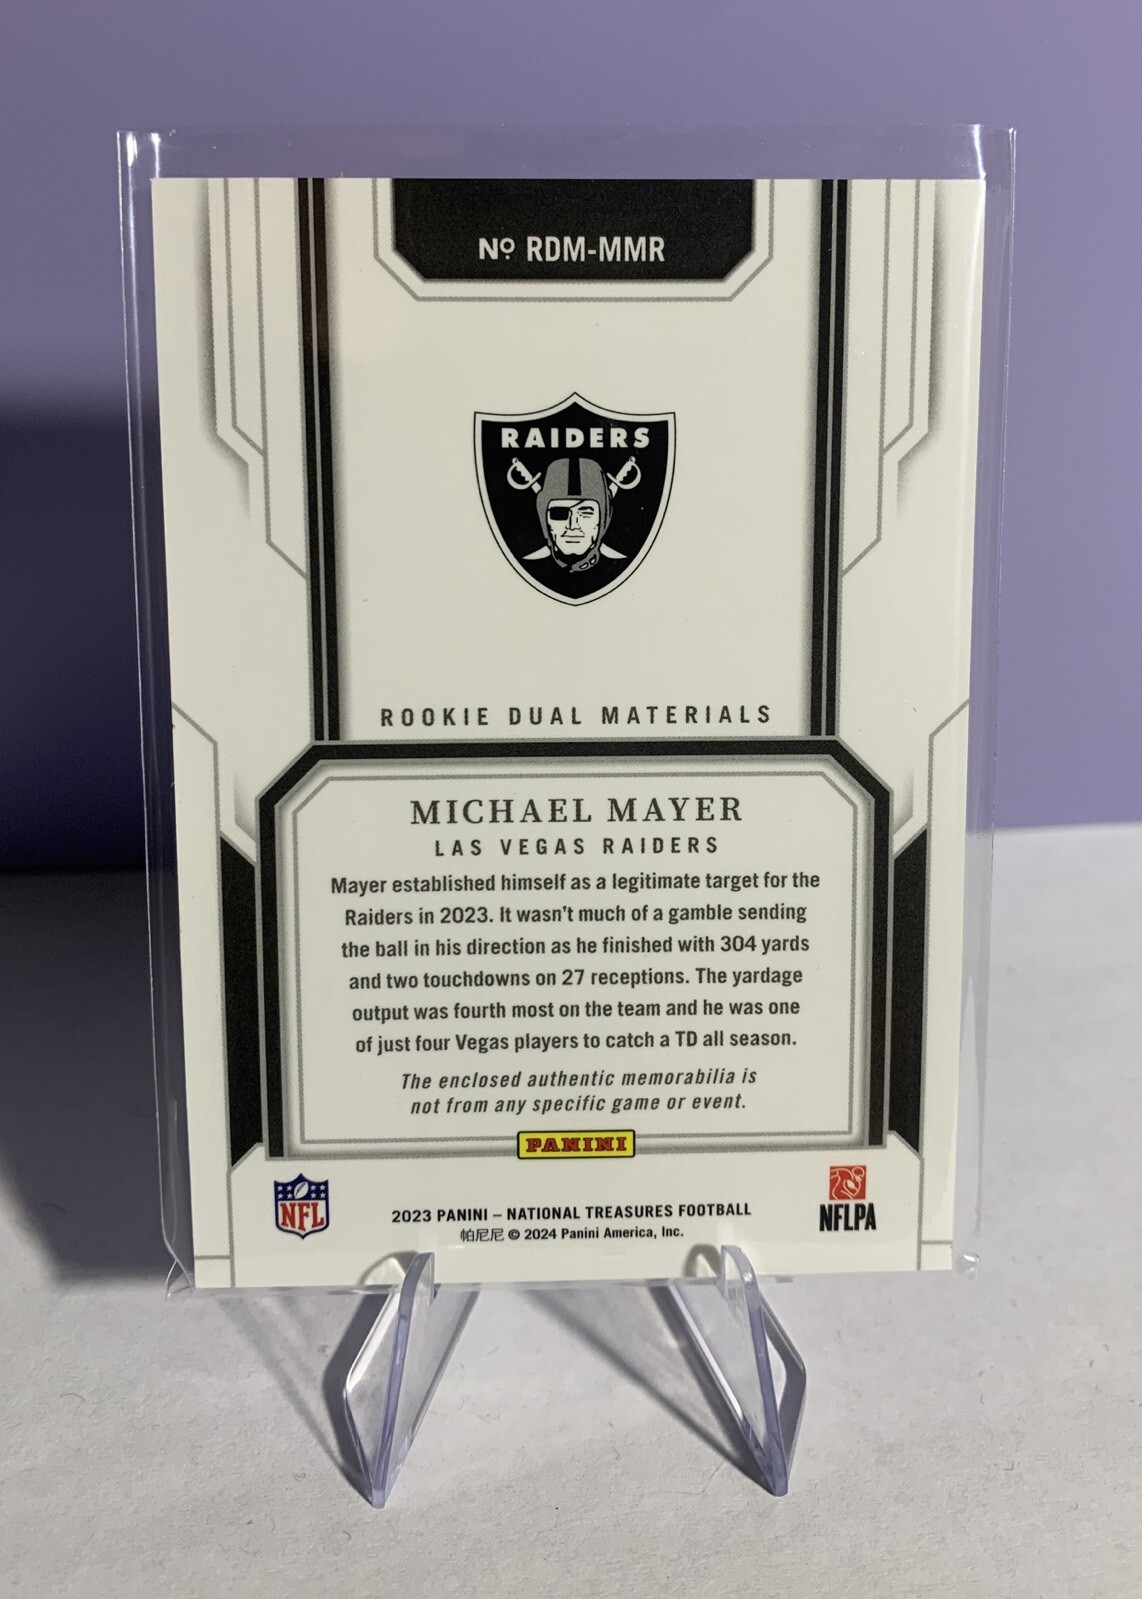 Nº RDM-MMR
RAIDERS
ROOKIE DUAL MATERIALS
MICHAEL MAYER
LAS VEGAS RAIDERS
Mayer established himself as a legitimate target for the
Raiders in 2023. It wasn't much of a gamble sending
the ball in his direction as he finished with 304 yards
and two touchdowns on 27 receptions. The yardage
output was fourth most on the team and he was one
of just four Vegas players to catch a TD all season.
The enclosed authentic memorabilia is
not from any specific game or event.
PANINI
NFL
2023 PANINI – NATIONAL TREASURES FOOTBALL
帕尼尼 © 2024 Panini America, Inc.
NFLPA